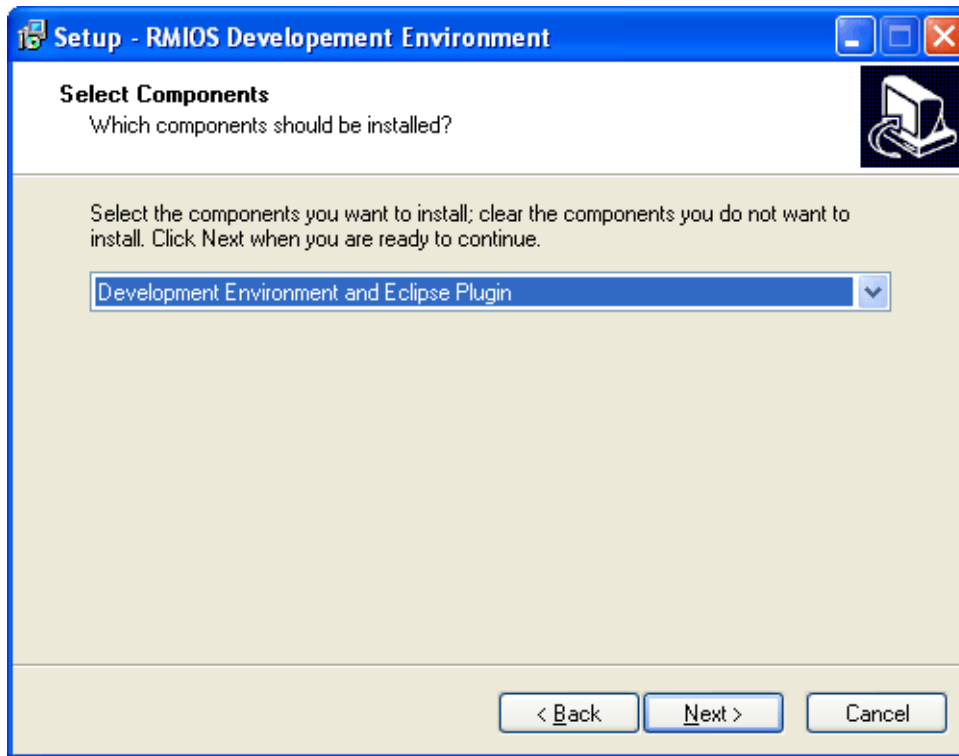 Setup - RMIOS Developement Environment
Select Components
Which components should be installed?
Select the components you want to install; clear the components you do not want to
install. Click Next when you are ready to continue.
Development Environment and Eclipse Plugin
< Back Next > Cancel